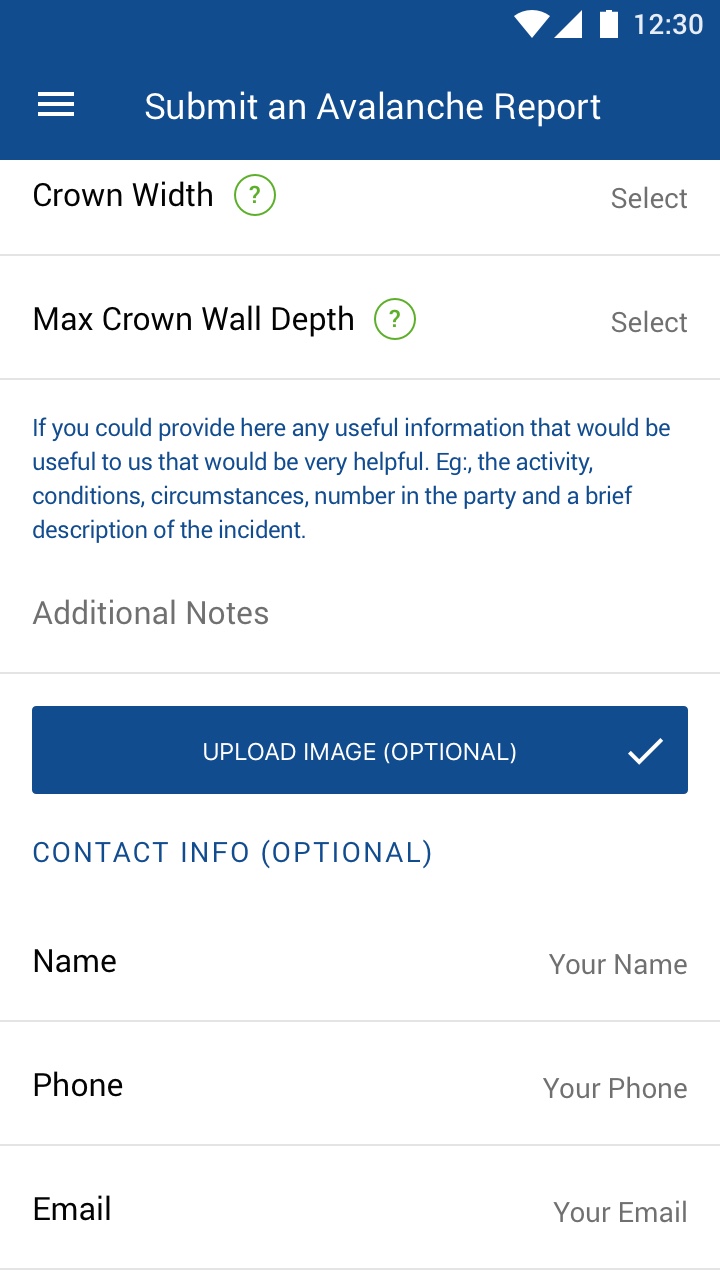 12:30
Submit an Avalanche Report
Crown Width ? Select
Max Crown Wall Depth ? Select
If you could provide here any useful information that would be
useful to us that would be very helpful. Eg:, the activity,
conditions, circumstances, number in the party and a brief
description of the incident.
Additional Notes
UPLOAD IMAGE (OPTIONAL)
CONTACT INFO (OPTIONAL)
Name Your Name
Phone Your Phone
Email Your Email